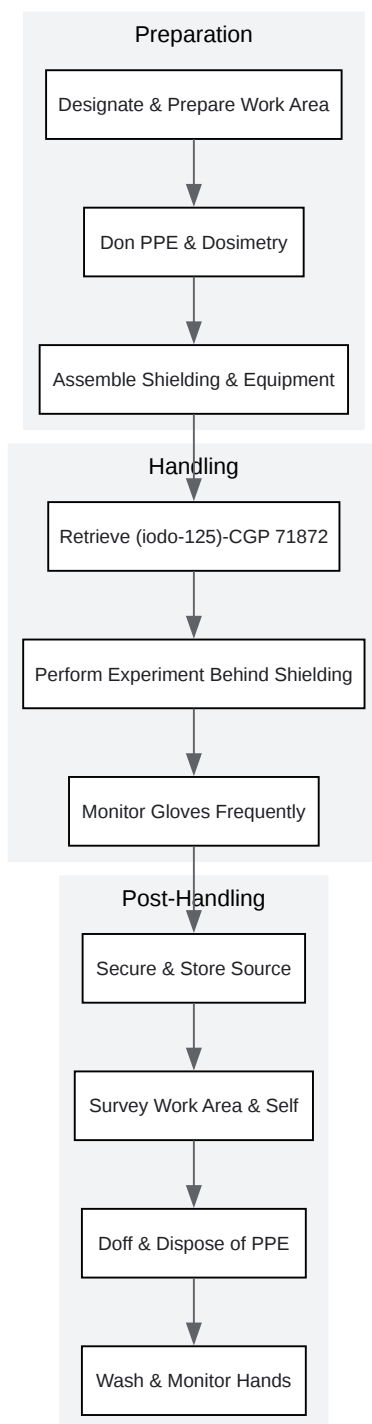 Preparation
Designate & Prepare Work Area
Don PPE & Dosimetry
Assemble Shielding & Equipment
Handling
Retrieve (iodo-125)-CGP 71872
Perform Experiment Behind Shielding
Monitor Gloves Frequently
Post-Handling
Secure & Store Source
Survey Work Area & Self
Doff & Dispose of PPE
Wash & Monitor Hands